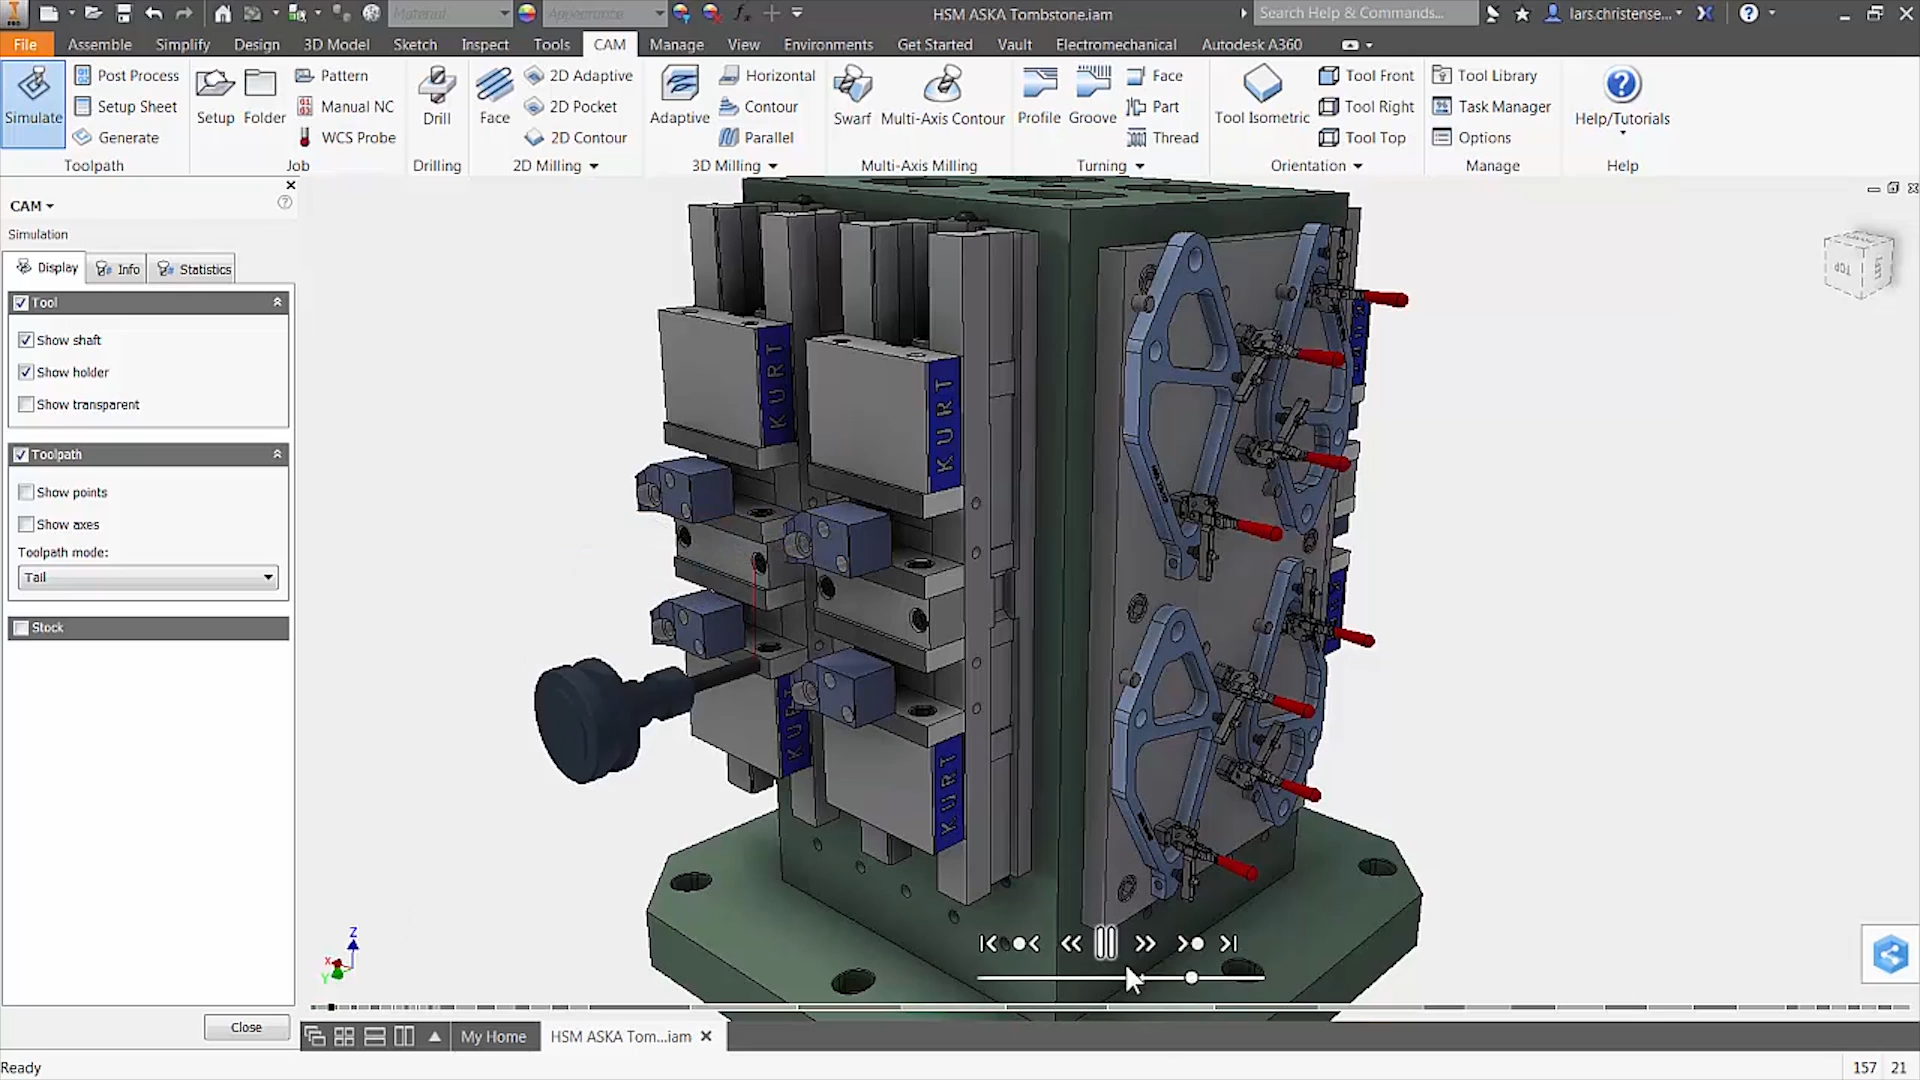 PRO
Material
Appearance
fx
HSM ASKA Tombstone.iam
Search Help & Commands...
lars.christense...
File
Assemble
Simplify
Design
3D Model
Sketch
Inspect
Tools
CAM
Manage
View
Environments
Get Started
Vault
Electromechanical
Autodesk A360
Simulate
Post Process
Setup Sheet
Generate
Toolpath
Setup
Folder
Pattern
Manual NC
WCS Probe
Job
Drill
Drilling
Face
2D Adaptive
2D Pocket
2D Contour
2D Milling
Adaptive
Horizontal
Contour
Parallel
3D Milling
Swarf
Multi-Axis Contour
Multi-Axis Milling
Profile
Groove
Face
Part
Thread
Turning
Tool Isometric
Tool Front
Tool Right
Tool Top
Orientation
Tool Library
Task Manager
Options
Manage
Help/Tutorials
Help
CAM
Simulation
Display
Info
Statistics
Tool
Show shaft
Show holder
Show transparent
Toolpath
Show points
Show axes
Toolpath mode:
Tail
Stock
Close
KURT
KURT
KURT
KURT
TOP
LEFT
Z
X
Y
My Home
HSM ASKA Tom...iam
Ready
157
21